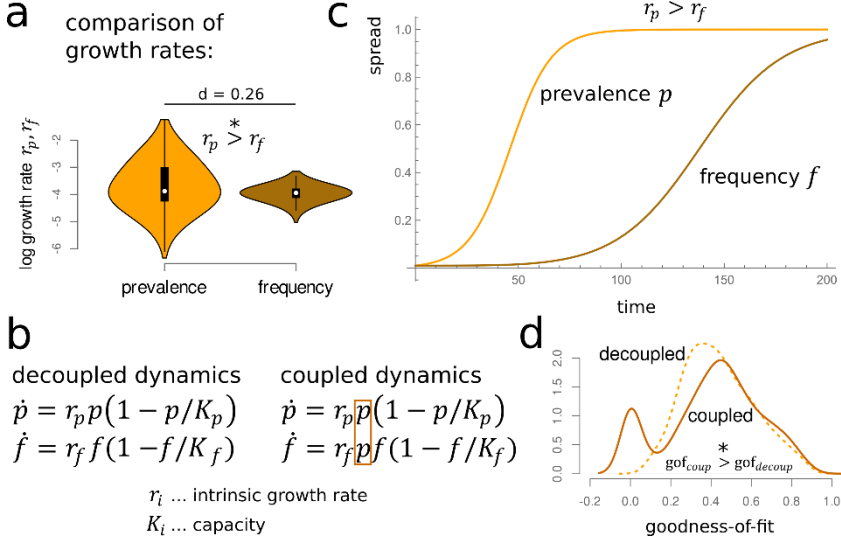 a
comparison of
growth rates:
d = 0.26
*
r_p > r_f
log growth rate r_p, r_f
-2
-3
-4
-5
-6
prevalence
frequency
b
decoupled dynamics
ṗ = r_p p(1 − p/K_p)
ḟ = r_f f(1 − f/K_f)
coupled dynamics
ṗ = r_p p(1 − p/K_p)
ḟ = r_f p f(1 − f/K_f)
r_i ... intrinsic growth rate
K_i ... capacity
c
r_p > r_f
spread
1.0
0.8
0.6
0.4
0.2
prevalence p
frequency f
50
100
150
200
time
d
2.0
1.5
1.0
0.5
0.0
decoupled
coupled
*
gof_coup > gof_decoup
-0.2
0.0
0.2
0.4
0.6
0.8
1.0
goodness-of-fit